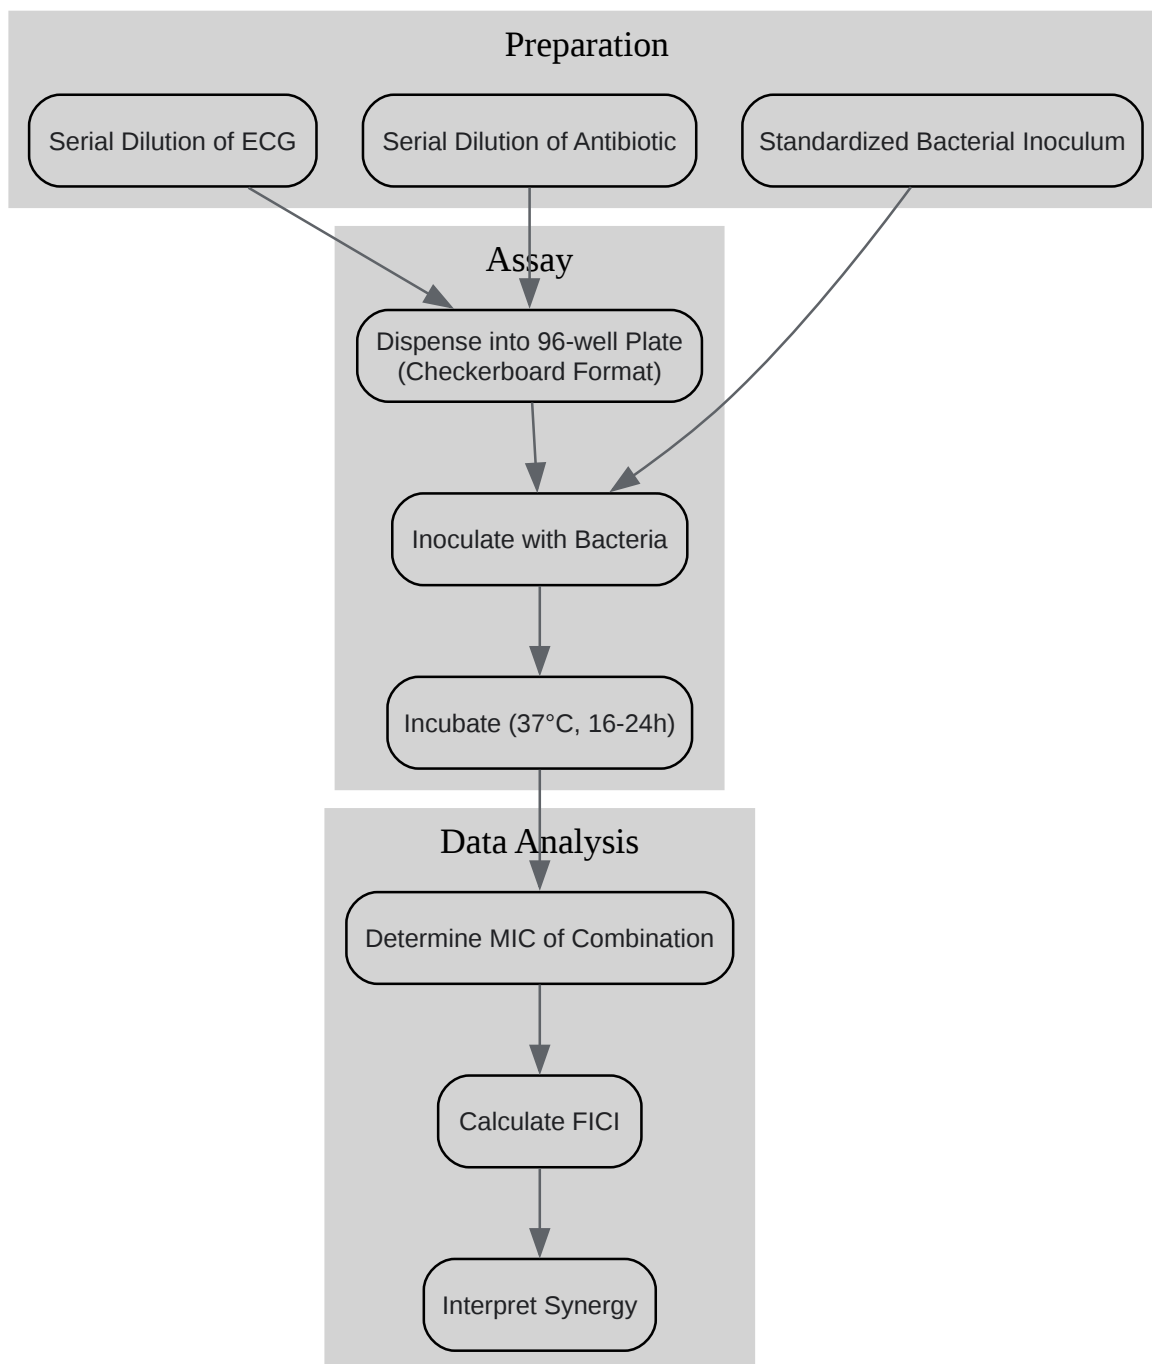 Preparation
Serial Dilution of ECG
Serial Dilution of Antibiotic
Standardized Bacterial Inoculum
Assay
Dispense into 96-well Plate
(Checkerboard Format)
Inoculate with Bacteria
Incubate (37°C, 16-24h)
Data Analysis
Determine MIC of Combination
Calculate FICI
Interpret Synergy